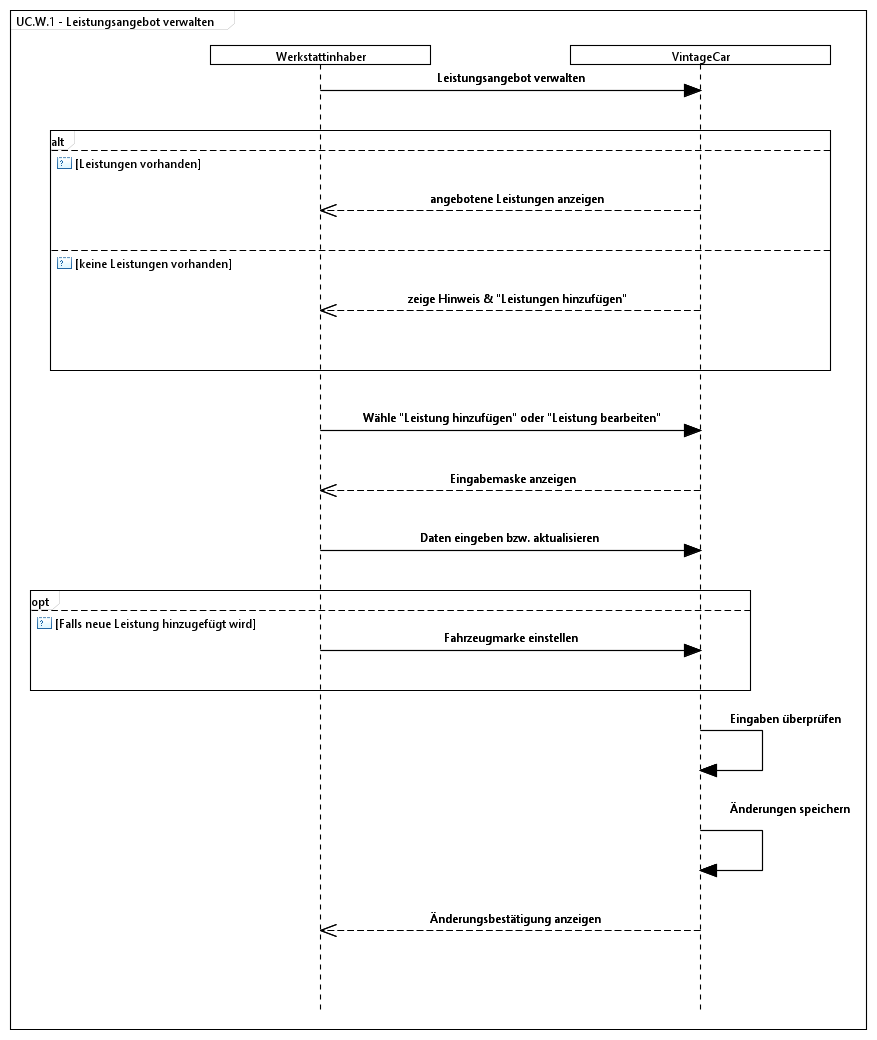 UC.W.1 - Leistungsangebot verwalten
Werkstattinhaber
VintageCar
Leistungsangebot verwalten
alt
? [Leistungen vorhanden]
angebotene Leistungen anzeigen
? [keine Leistungen vorhanden]
zeige Hinweis & "Leistungen hinzufügen"
Wähle "Leistung hinzufügen" oder "Leistung bearbeiten"
Eingabemaske anzeigen
Daten eingeben bzw. aktualisieren
opt
? [Falls neue Leistung hinzugefügt wird]
Fahrzeugmarke einstellen
Eingaben überprüfen
Änderungen speichern
Änderungsbestätigung anzeigen